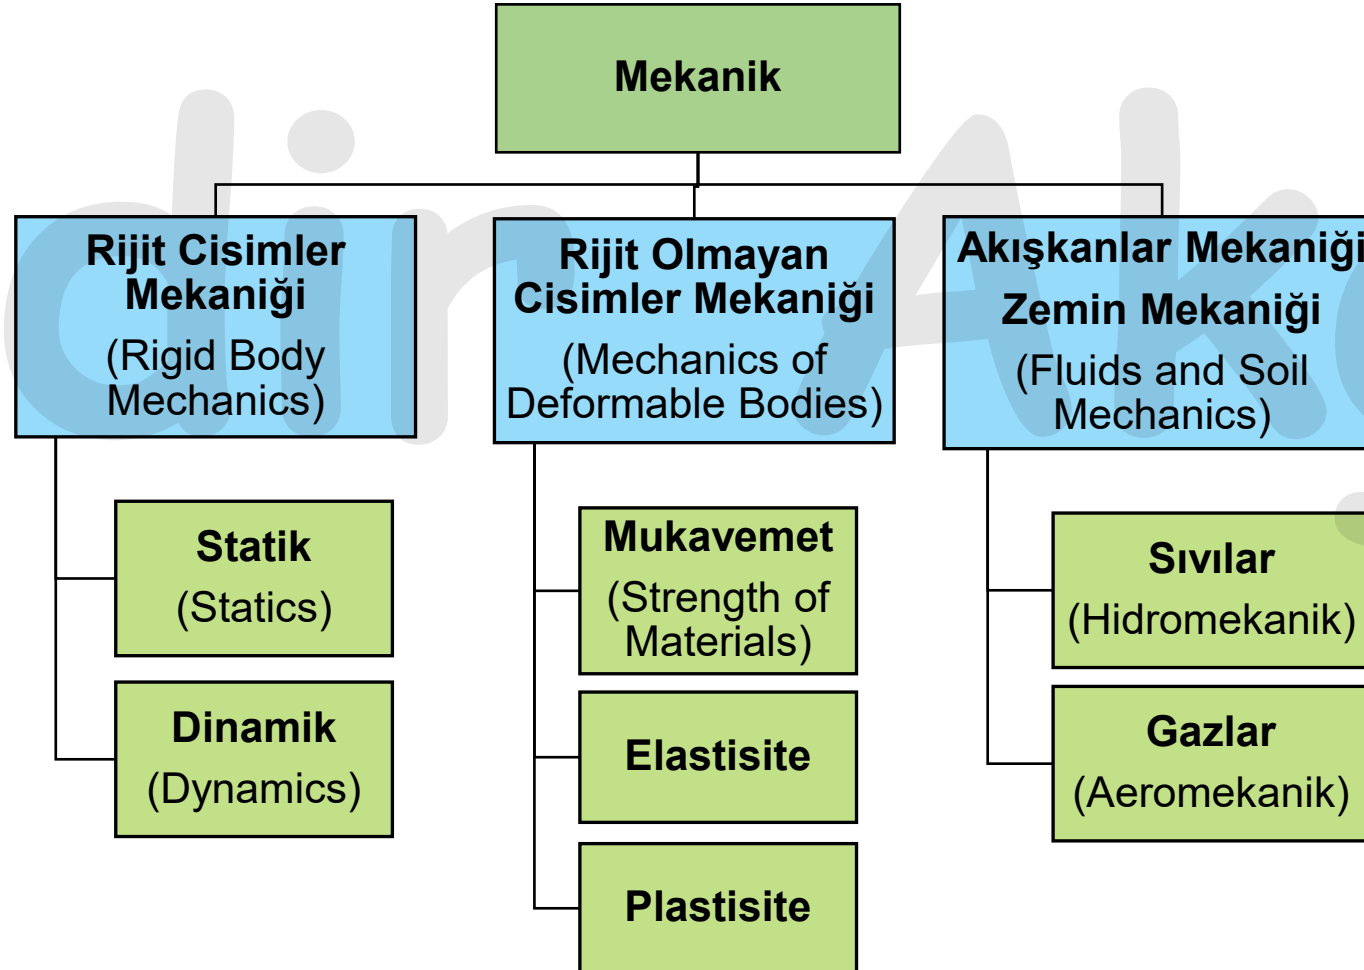 Mekanik
Rijit Cisimler
Mekaniği
(Rigid Body
Mechanics)
Statik
(Statics)
Dinamik
(Dynamics)
Rijit Olmayan
Cisimler Mekaniği
(Mechanics of
Deformable Bodies)
Mukavemet
(Strength of
Materials)
Elastisite
Plastisite
Akışkanlar Mekaniği
Zemin Mekaniği
(Fluids and Soil
Mechanics)
Sıvılar
(Hidromekanik)
Gazlar
(Aeromekanik)